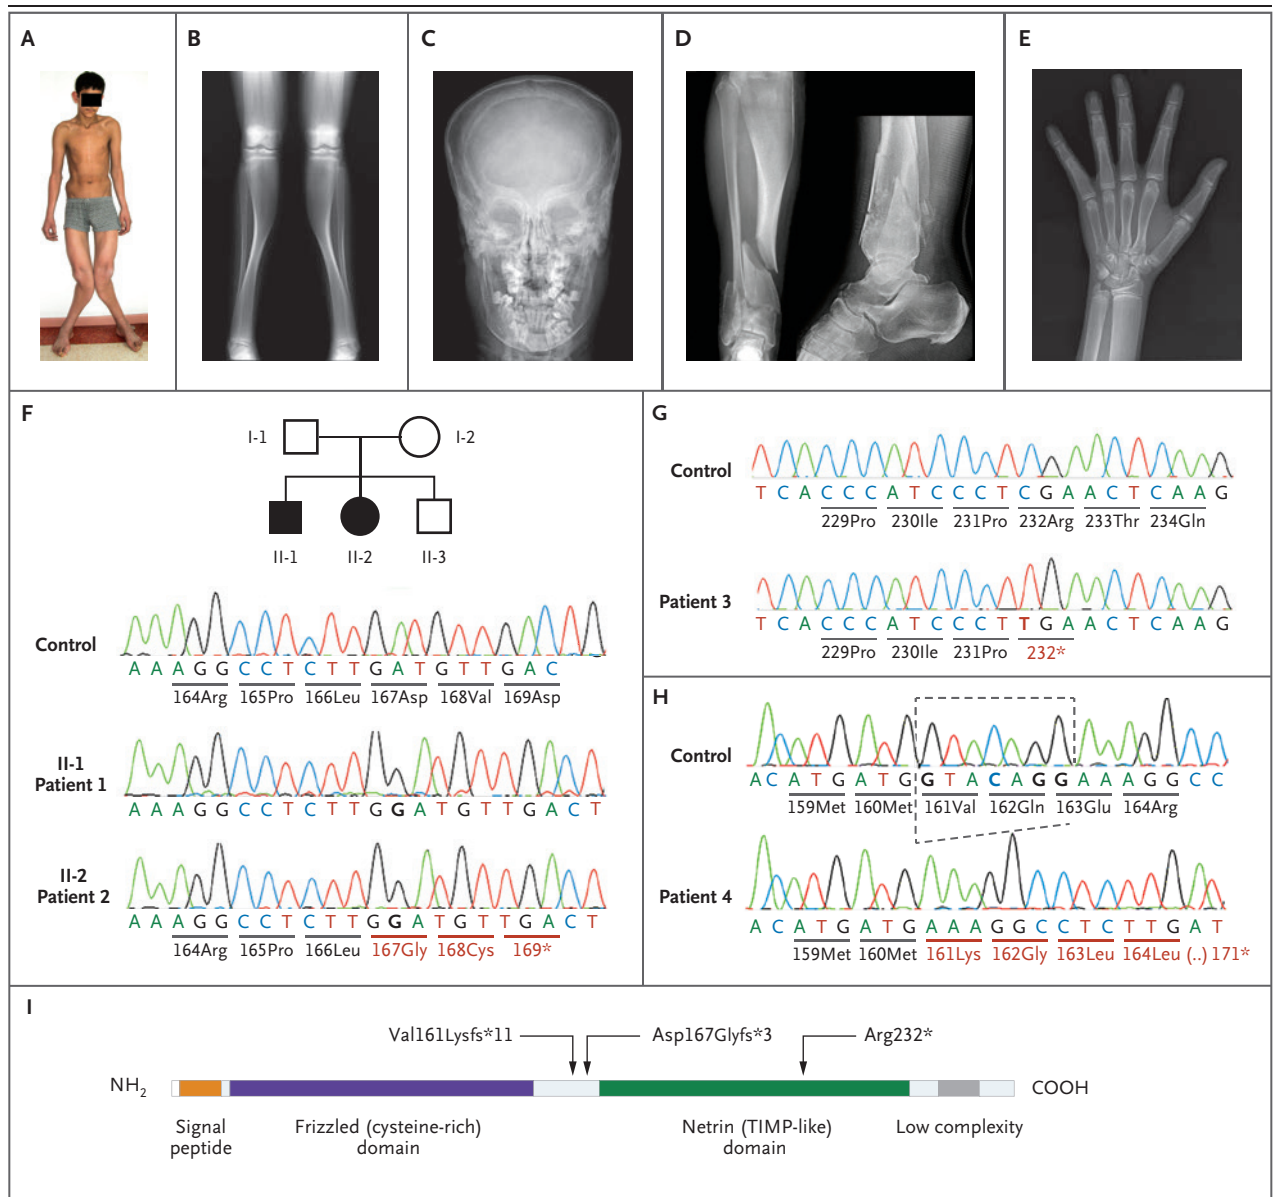 A
B
C
D
E
F
I-1
I-2
II-1
II-2
II-3
Control
A A A G G C C T C T T G A T G T T G A C
164Arg 165Pro 166Leu 167Asp 168Val 169Asp
II-1
Patient 1
A A A G G C C T C T T G G A T G T T G A C T
II-2
Patient 2
A A A G G C C T C T T G G A T G T T G A C T
164Arg 165Pro 166Leu 167Gly 168Cys 169*
G
Control
T C A C C C A T C C C T C G A A C T C A A G
229Pro 230Ile 231Pro 232Arg 233Thr 234Gln
Patient 3
T C A C C C A T C C C T T G A A C T C A A G
229Pro 230Ile 231Pro 232*
H
Control
A C A T G A T G G T A C A G G A A A G G C C
159Met 160Met 161Val 162Gln 163Glu 164Arg
Patient 4
A C A T G A T G A A A G G C C T C T T G A T
159Met 160Met 161Lys 162Gly 163Leu 164Leu (..) 171*
I
Val161Lysfs*11
Asp167Glyfs*3
Arg232*
NH2
COOH
Signal
peptide
Frizzled (cysteine-rich)
domain
Netrin (TIMP-like)
domain
Low complexity